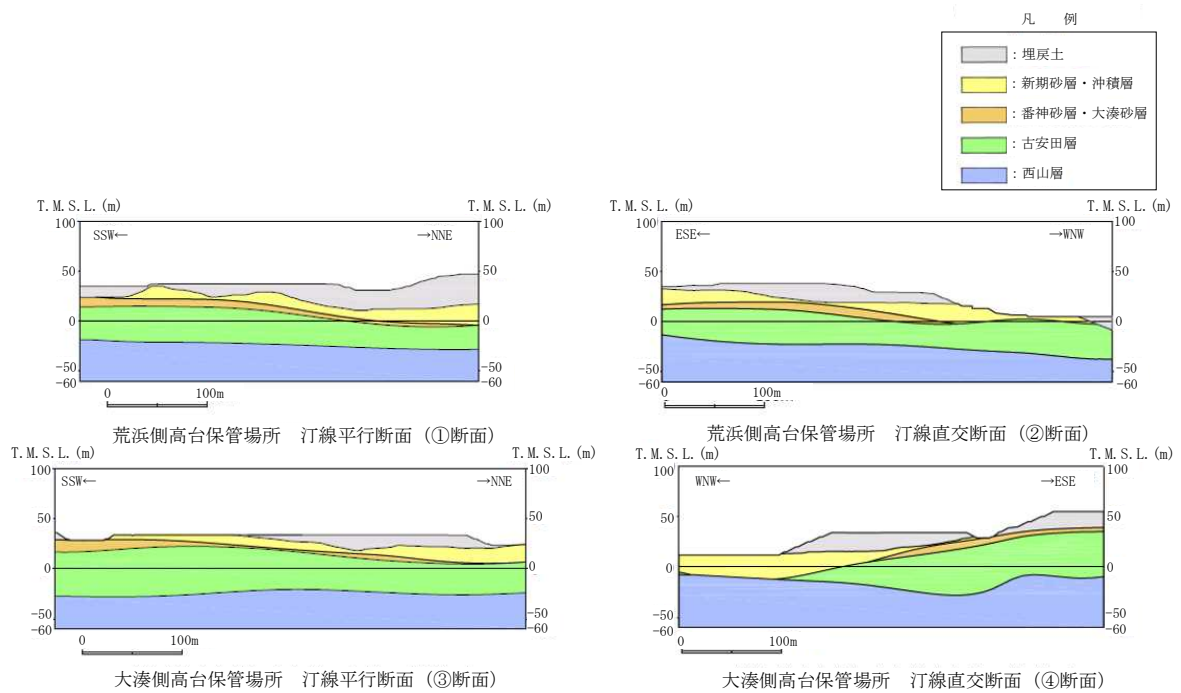 凡　例
：埋戻土
：新期砂層・沖積層
：番神砂層・大湊砂層
：古安田層
：西山層
T.M.S.L.(m) T.M.S.L.(m)
100 100
SSW← →NNE
50 50
0 0
-50 -50
-60 -60
0 100m
荒浜側高台保管場所　汀線平行断面（①断面）
T.M.S.L.(m) T.M.S.L.(m)
100 100
ESE← →WNW
50 50
0 0
-50 -50
-60 -60
0 100m
荒浜側高台保管場所　汀線直交断面（②断面）
T.M.S.L.(m) T.M.S.L.(m)
100 100
SSW← →NNE
50 50
0 0
-50 -50
-60 -60
0 100m
大湊側高台保管場所　汀線平行断面（③断面）
T.M.S.L.(m) T.M.S.L.(m)
100 100
WNW← →ESE
50 50
0 0
-50 -50
-60 -60
0 100m
大湊側高台保管場所　汀線直交断面（④断面）